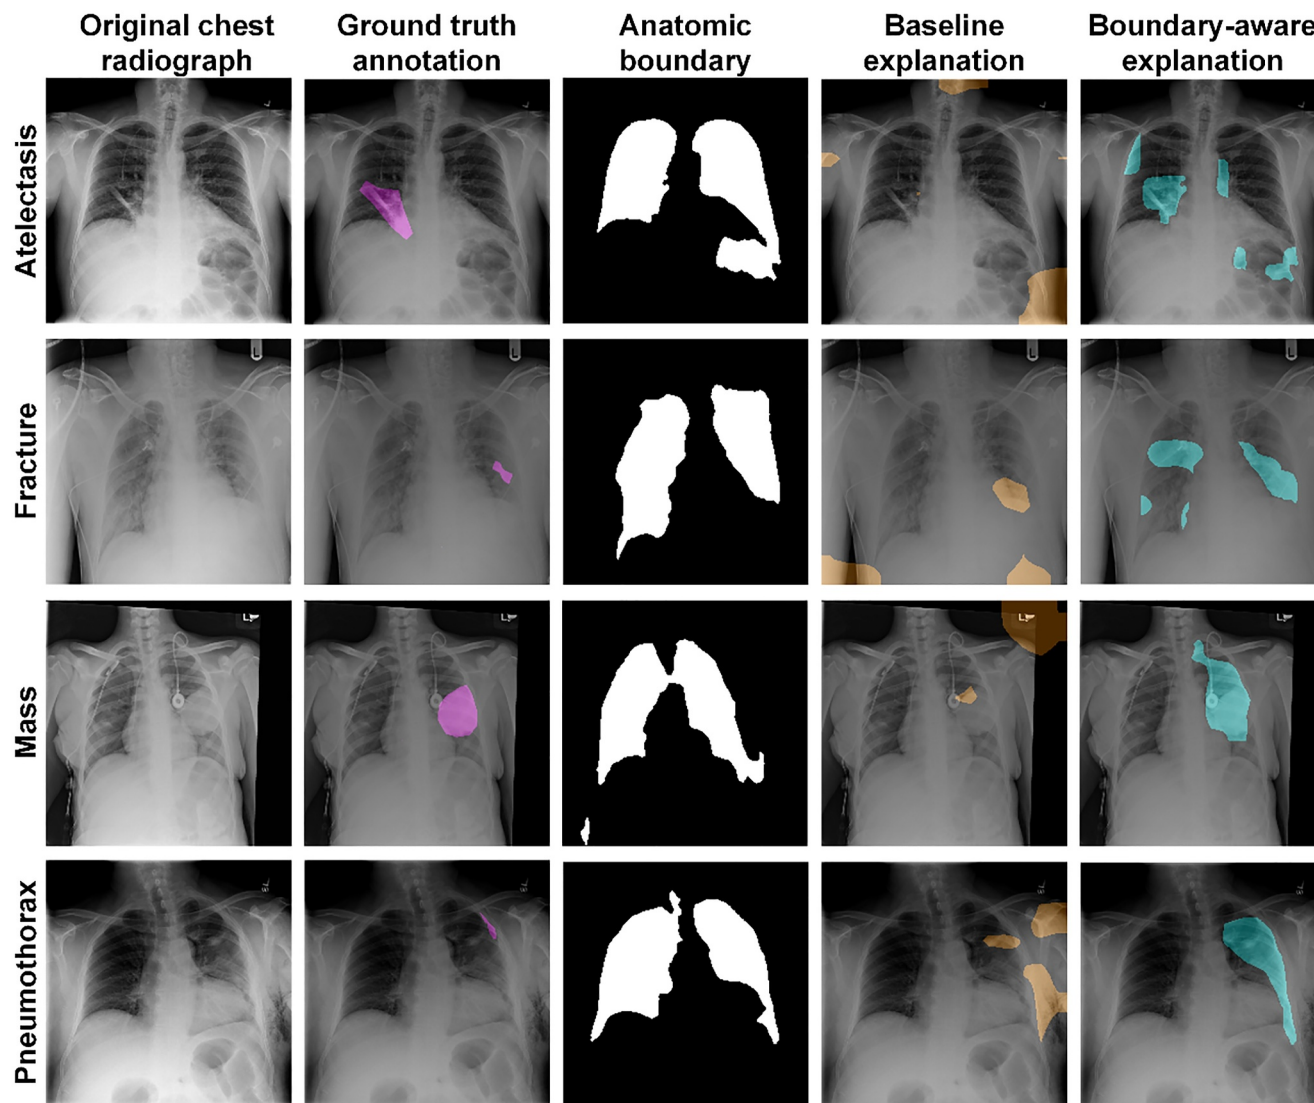 Original chest
radiograph
Ground truth
annotation
Anatomic
boundary
Baseline
explanation
Boundary-aware
explanation
Atelectasis
L
L
L
Fracture
L
L
L
Mass
Pneumothorax